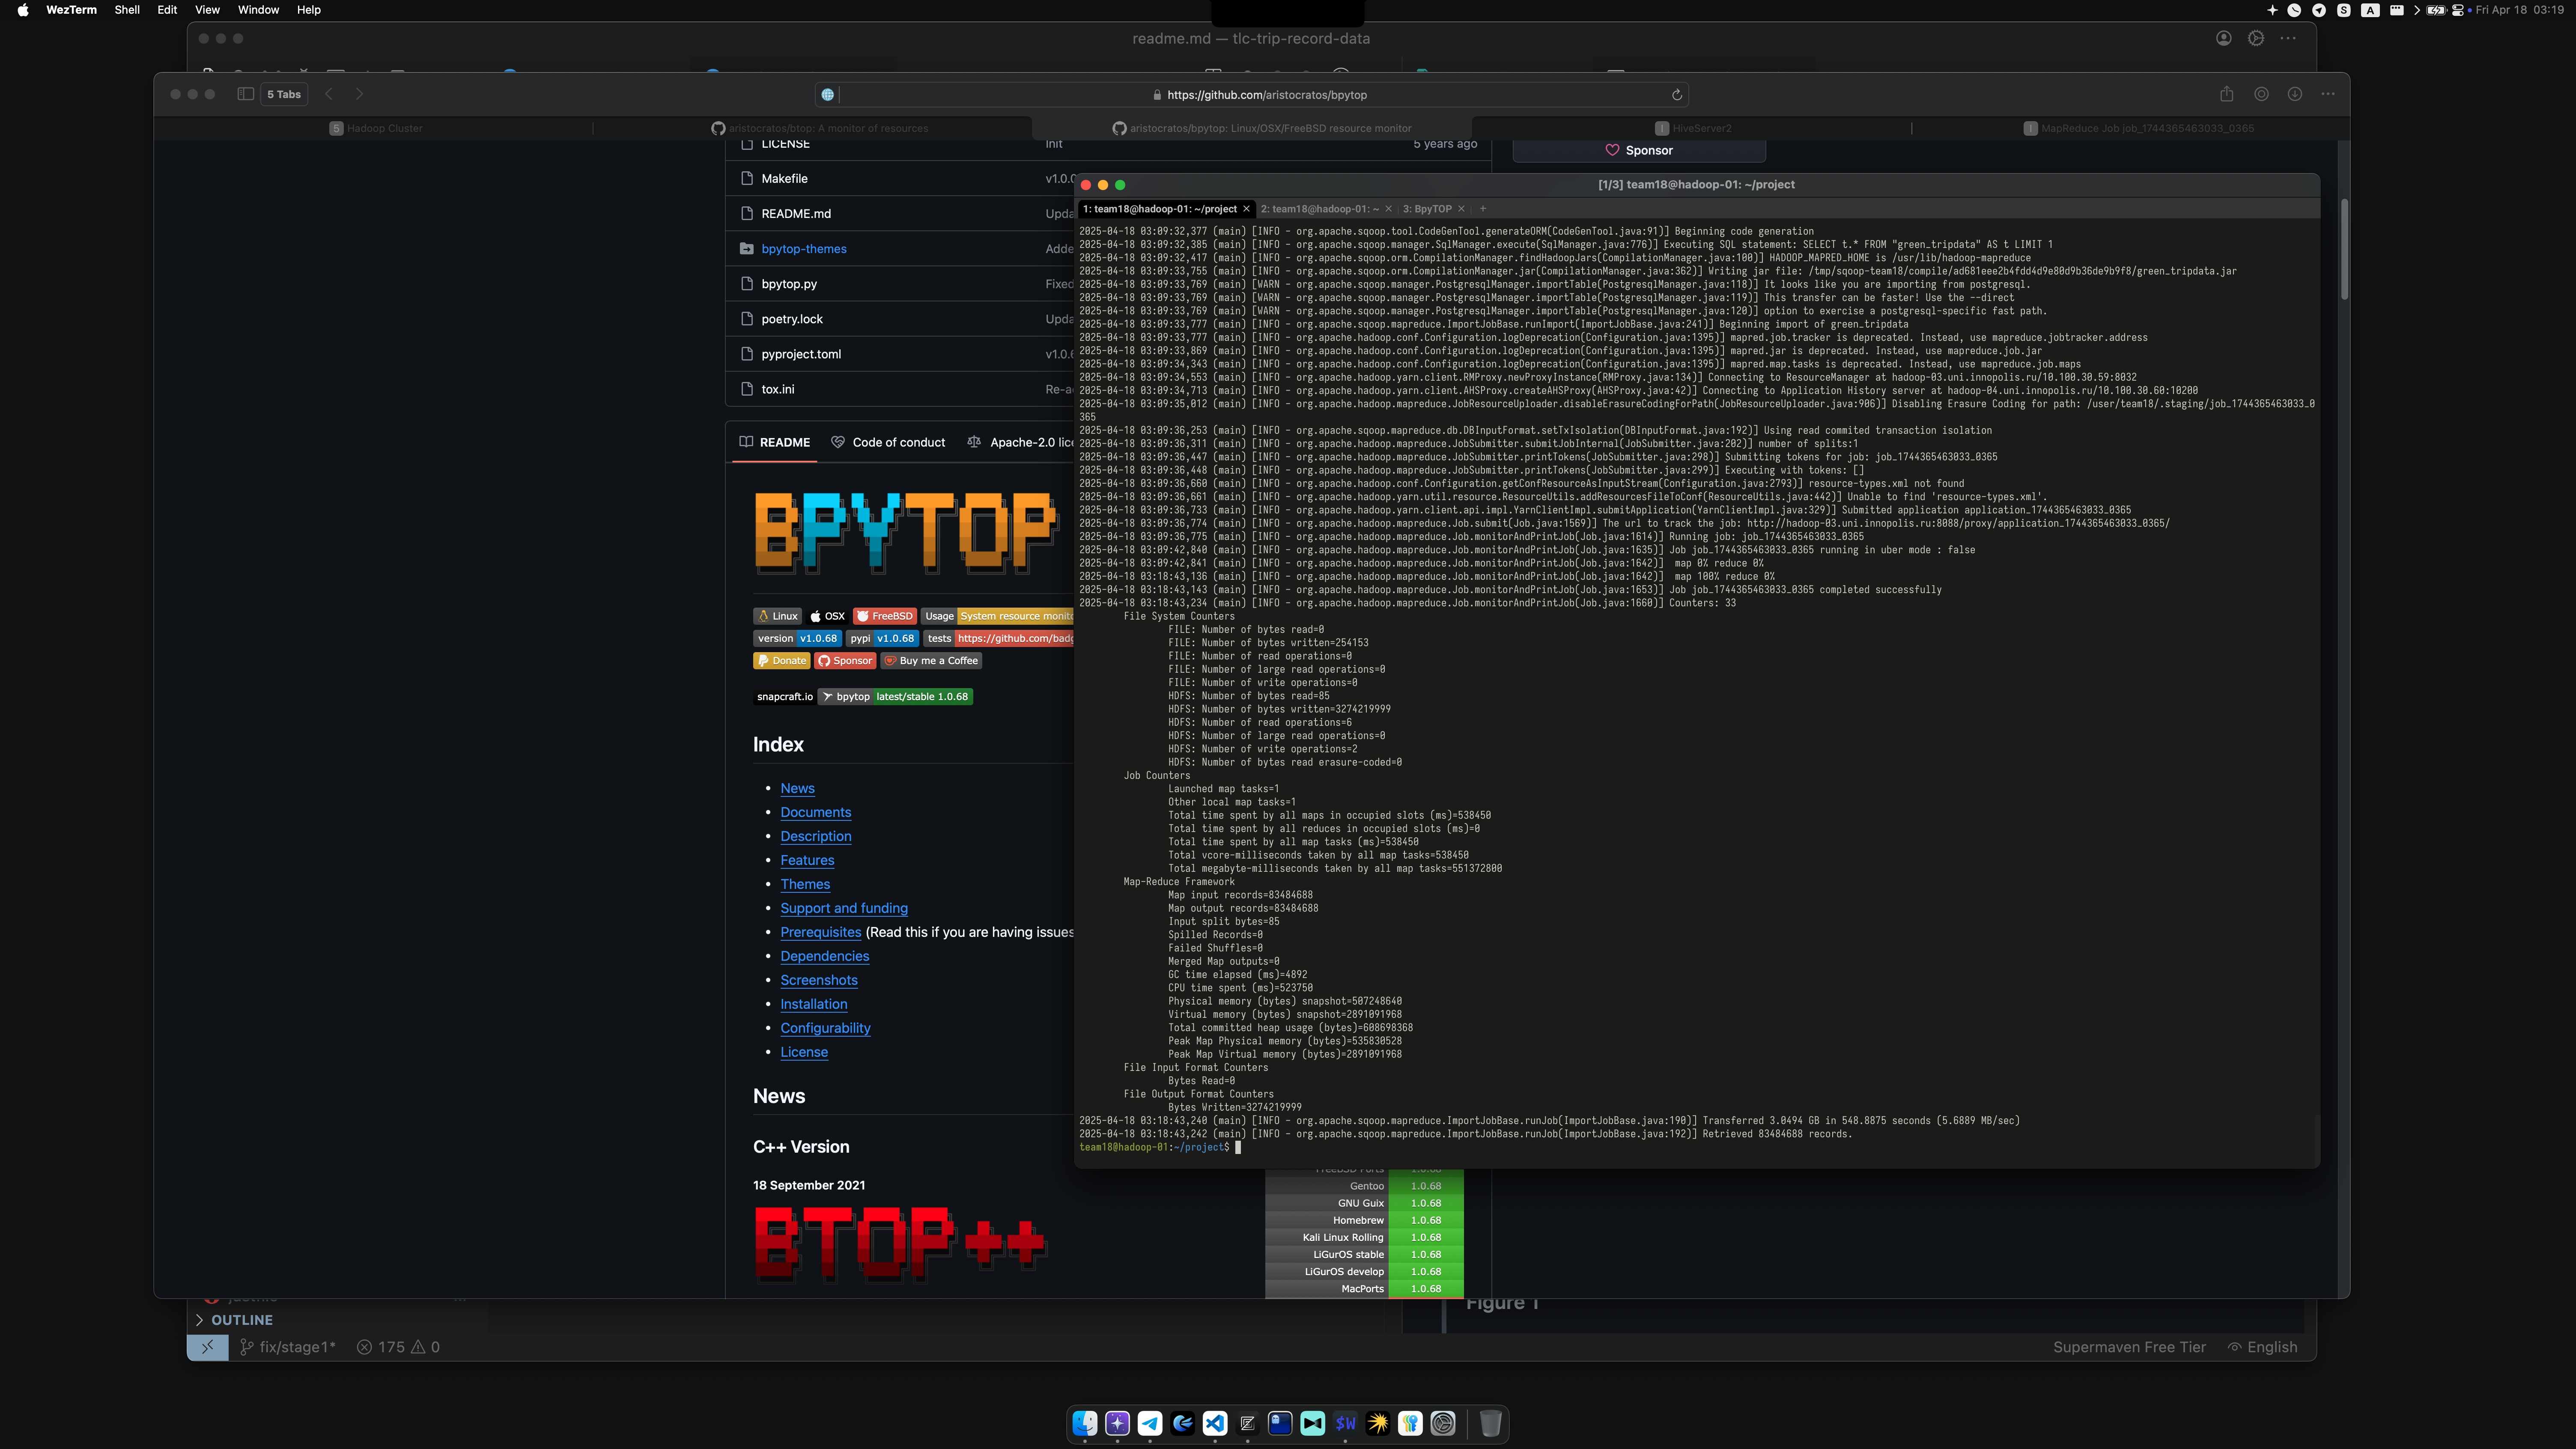 WezTerm Shell Edit View Window Help
Fri Apr 18 03:19
readme.md — tlc-trip-record-data
5 Tabs
https://github.com/aristocratos/bpytop
5 Hadoop Cluster
aristocratos/btop: A monitor of resources
aristocratos/bpytop: Linux/OSX/FreeBSD resource monitor
I HiveServer2
I MapReduce Job job_1744365463033_0365
LICENSE Init 5 years ago
Makefile v1.0.0
README.md Upda
bpytop-themes Adde
bpytop.py Fixed
poetry.lock Upda
pyproject.toml v1.0.6
tox.ini Re-a
Sponsor
README Code of conduct Apache-2.0 lice
BPYTOP
Linux OSX FreeBSD Usage System resource monito
version v1.0.68 pypi v1.0.68 tests https://github.com/badg
Donate Sponsor Buy me a Coffee
snapcraft.io bpytop latest/stable 1.0.68
Index
• News
• Documents
• Description
• Features
• Themes
• Support and funding
• Prerequisites (Read this if you are having issues
• Dependencies
• Screenshots
• Installation
• Configurability
• License
News
C++ Version
18 September 2021
BTOP++
FreeBSD Ports 1.0.68
Gentoo 1.0.68
GNU Guix 1.0.68
Homebrew 1.0.68
Kali Linux Rolling 1.0.68
LiGurOS stable 1.0.68
LiGurOS develop 1.0.68
MacPorts 1.0.68
[1/3] team18@hadoop-01: ~/project
1: team18@hadoop-01: ~/project × 2: team18@hadoop-01: ~ × 3: BpyTOP × +
2025-04-18 03:09:32,377 (main) [INFO - org.apache.sqoop.tool.CodeGenTool.generateORM(CodeGenTool.java:91)] Beginning code generation
2025-04-18 03:09:32,385 (main) [INFO - org.apache.sqoop.manager.SqlManager.execute(SqlManager.java:776)] Executing SQL statement: SELECT t.* FROM "green_tripdata" AS t LIMIT 1
2025-04-18 03:09:32,417 (main) [INFO - org.apache.sqoop.orm.CompilationManager.findHadoopJars(CompilationManager.java:100)] HADOOP_MAPRED_HOME is /usr/lib/hadoop-mapreduce
2025-04-18 03:09:33,755 (main) [INFO - org.apache.sqoop.orm.CompilationManager.jar(CompilationManager.java:362)] Writing jar file: /tmp/sqoop-team18/compile/ad681eee2b4fdd4d9e80d9b36de9b9f8/green_tripdata.jar
2025-04-18 03:09:33,769 (main) [WARN - org.apache.sqoop.manager.PostgresqlManager.importTable(PostgresqlManager.java:118)] It looks like you are importing from postgresql.
2025-04-18 03:09:33,769 (main) [WARN - org.apache.sqoop.manager.PostgresqlManager.importTable(PostgresqlManager.java:119)] This transfer can be faster! Use the --direct
2025-04-18 03:09:33,769 (main) [WARN - org.apache.sqoop.manager.PostgresqlManager.importTable(PostgresqlManager.java:120)] option to exercise a postgresql-specific fast path.
2025-04-18 03:09:33,777 (main) [INFO - org.apache.sqoop.mapreduce.ImportJobBase.runImport(ImportJobBase.java:241)] Beginning import of green_tripdata
2025-04-18 03:09:33,777 (main) [INFO - org.apache.hadoop.conf.Configuration.logDeprecation(Configuration.java:1395)] mapred.job.tracker is deprecated. Instead, use mapreduce.jobtracker.address
2025-04-18 03:09:33,869 (main) [INFO - org.apache.hadoop.conf.Configuration.logDeprecation(Configuration.java:1395)] mapred.jar is deprecated. Instead, use mapreduce.job.jar
2025-04-18 03:09:34,343 (main) [INFO - org.apache.hadoop.conf.Configuration.logDeprecation(Configuration.java:1395)] mapred.map.tasks is deprecated. Instead, use mapreduce.job.maps
2025-04-18 03:09:34,553 (main) [INFO - org.apache.hadoop.yarn.client.RMProxy.newProxyInstance(RMProxy.java:134)] Connecting to ResourceManager at hadoop-03.uni.innopolis.ru/10.100.30.59:8032
2025-04-18 03:09:34,713 (main) [INFO - org.apache.hadoop.yarn.client.AHSProxy.createAHSProxy(AHSProxy.java:42)] Connecting to Application History server at hadoop-04.uni.innopolis.ru/10.100.30.60:10200
2025-04-18 03:09:35,012 (main) [INFO - org.apache.hadoop.mapreduce.JobResourceUploader.disableErasureCodingForPath(JobResourceUploader.java:906)] Disabling Erasure Coding for path: /user/team18/.staging/job_1744365463033_0
365
2025-04-18 03:09:36,253 (main) [INFO - org.apache.sqoop.mapreduce.db.DBInputFormat.setTxIsolation(DBInputFormat.java:192)] Using read commited transaction isolation
2025-04-18 03:09:36,311 (main) [INFO - org.apache.hadoop.mapreduce.JobSubmitter.submitJobInternal(JobSubmitter.java:202)] number of splits:1
2025-04-18 03:09:36,447 (main) [INFO - org.apache.hadoop.mapreduce.JobSubmitter.printTokens(JobSubmitter.java:298)] Submitting tokens for job: job_1744365463033_0365
2025-04-18 03:09:36,448 (main) [INFO - org.apache.hadoop.mapreduce.JobSubmitter.printTokens(JobSubmitter.java:299)] Executing with tokens: []
2025-04-18 03:09:36,660 (main) [INFO - org.apache.hadoop.conf.Configuration.getConfResourceAsInputStream(Configuration.java:2793)] resource-types.xml not found
2025-04-18 03:09:36,661 (main) [INFO - org.apache.hadoop.yarn.util.resource.ResourceUtils.addResourcesFileToConf(ResourceUtils.java:442)] Unable to find 'resource-types.xml'.
2025-04-18 03:09:36,733 (main) [INFO - org.apache.hadoop.yarn.client.api.impl.YarnClientImpl.submitApplication(YarnClientImpl.java:329)] Submitted application application_1744365463033_0365
2025-04-18 03:09:36,774 (main) [INFO - org.apache.hadoop.mapreduce.Job.submit(Job.java:1569)] The url to track the job: http://hadoop-03.uni.innopolis.ru:8088/proxy/application_1744365463033_0365/
2025-04-18 03:09:36,775 (main) [INFO - org.apache.hadoop.mapreduce.Job.monitorAndPrintJob(Job.java:1614)] Running job: job_1744365463033_0365
2025-04-18 03:09:42,840 (main) [INFO - org.apache.hadoop.mapreduce.Job.monitorAndPrintJob(Job.java:1635)] Job job_1744365463033_0365 running in uber mode : false
2025-04-18 03:09:42,841 (main) [INFO - org.apache.hadoop.mapreduce.Job.monitorAndPrintJob(Job.java:1642)]  map 0% reduce 0%
2025-04-18 03:18:43,136 (main) [INFO - org.apache.hadoop.mapreduce.Job.monitorAndPrintJob(Job.java:1642)]  map 100% reduce 0%
2025-04-18 03:18:43,143 (main) [INFO - org.apache.hadoop.mapreduce.Job.monitorAndPrintJob(Job.java:1653)] Job job_1744365463033_0365 completed successfully
2025-04-18 03:18:43,234 (main) [INFO - org.apache.hadoop.mapreduce.Job.monitorAndPrintJob(Job.java:1660)] Counters: 33
File System Counters
FILE: Number of bytes read=0
FILE: Number of bytes written=254153
FILE: Number of read operations=0
FILE: Number of large read operations=0
FILE: Number of write operations=0
HDFS: Number of bytes read=85
HDFS: Number of bytes written=3274219999
HDFS: Number of read operations=6
HDFS: Number of large read operations=0
HDFS: Number of write operations=2
HDFS: Number of bytes read erasure-coded=0
Job Counters
Launched map tasks=1
Other local map tasks=1
Total time spent by all maps in occupied slots (ms)=538450
Total time spent by all reduces in occupied slots (ms)=0
Total time spent by all map tasks (ms)=538450
Total vcore-milliseconds taken by all map tasks=538450
Total megabyte-milliseconds taken by all map tasks=551372800
Map-Reduce Framework
Map input records=83484688
Map output records=83484688
Input split bytes=85
Spilled Records=0
Failed Shuffles=0
Merged Map outputs=0
GC time elapsed (ms)=4892
CPU time spent (ms)=523750
Physical memory (bytes) snapshot=507248640
Virtual memory (bytes) snapshot=2891091968
Total committed heap usage (bytes)=608698368
Peak Map Physical memory (bytes)=535830528
Peak Map Virtual memory (bytes)=2891091968
File Input Format Counters
Bytes Read=0
File Output Format Counters
Bytes Written=3274219999
2025-04-18 03:18:43,240 (main) [INFO - org.apache.sqoop.mapreduce.ImportJobBase.runJob(ImportJobBase.java:190)] Transferred 3.0494 GB in 548.8875 seconds (5.6889 MB/sec)
2025-04-18 03:18:43,242 (main) [INFO - org.apache.sqoop.mapreduce.ImportJobBase.runJob(ImportJobBase.java:192)] Retrieved 83484688 records.
team18@hadoop-01:~/project$
OUTLINE
Figure 1
fix/stage1* 175 0
Supermaven Free Tier English
$W